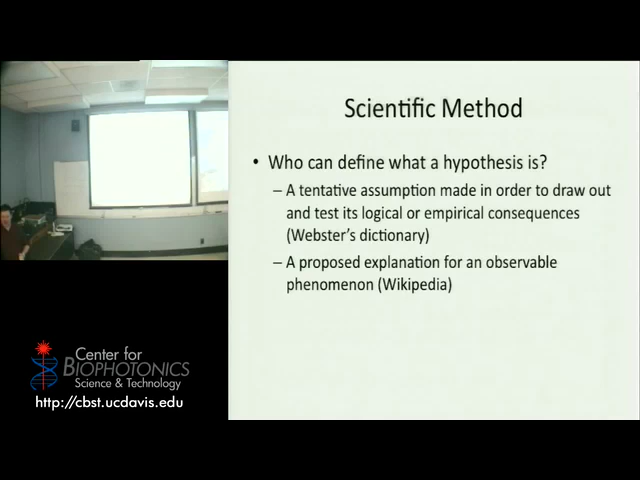 Scientific Method
• Who can define what a hypothesis is?
– A tentative assumption made in order to draw out
and test its logical or empirical consequences
(Webster's dictionary)
– A proposed explanation for an observable
phenomenon (Wikipedia)
Center for
BIOPHOTONICS
Science & Technology
http://cbst.ucdavis.edu